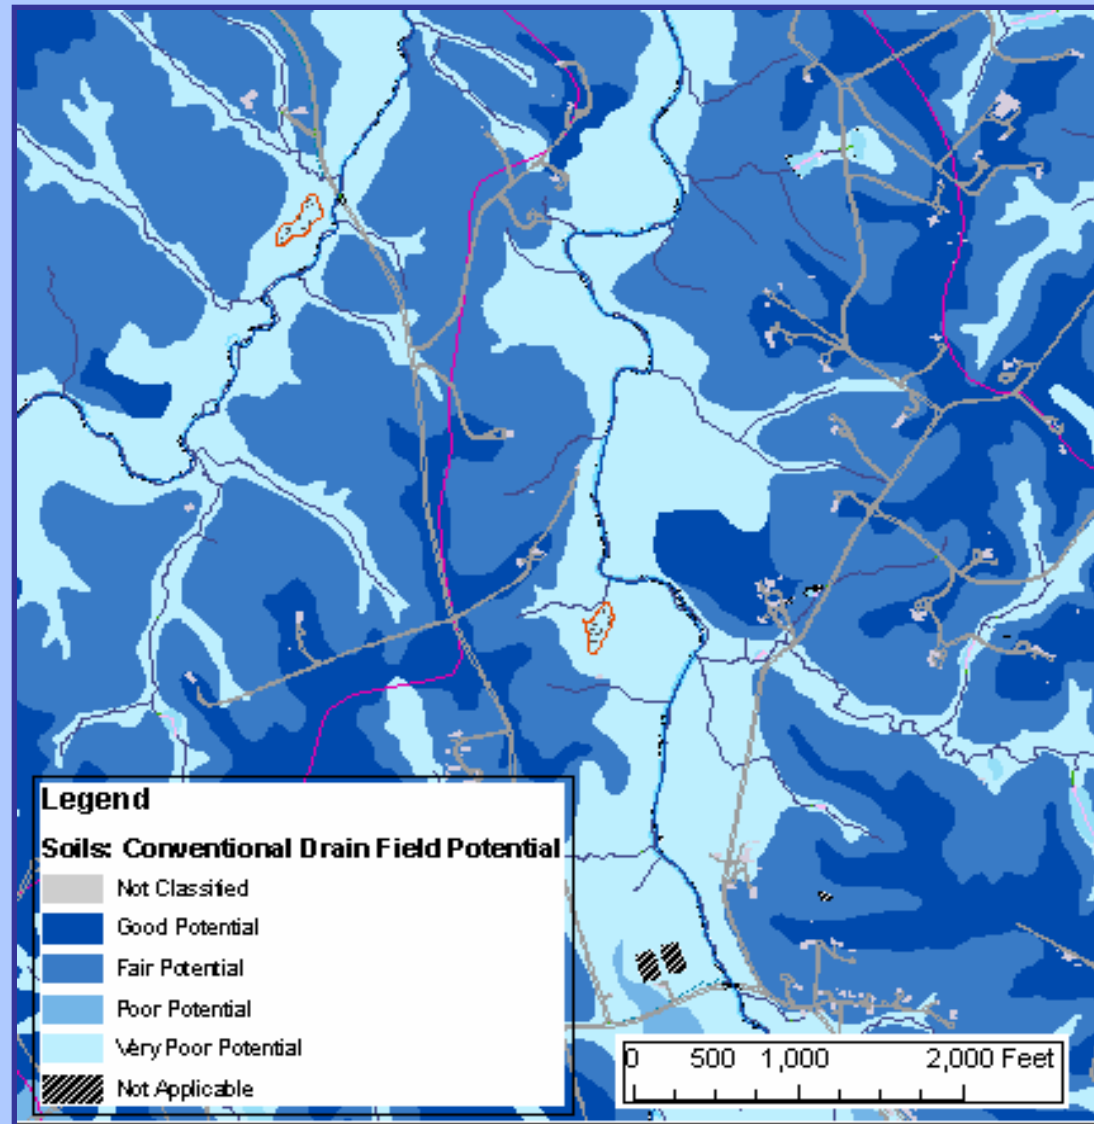 Legend
Soils: Conventional Drain Field Potential
Not Classified
Good Potential
Fair Potential
Poor Potential
Very Poor Potential
Not Applicable
0 500 1,000 2,000 Feet